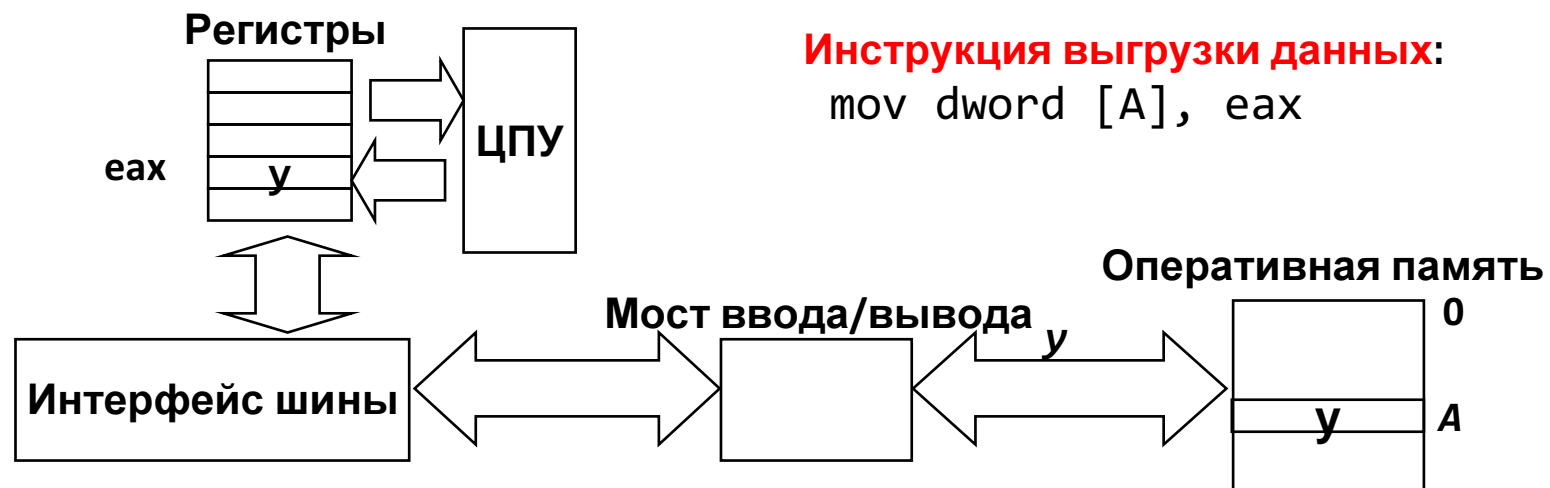 Регистры
Инструкция выгрузки данных:
mov dword [A], eax
ЦПУ
eax
y
Оперативная память
0
Мост ввода/вывода
y
Интерфейс шины
y
A